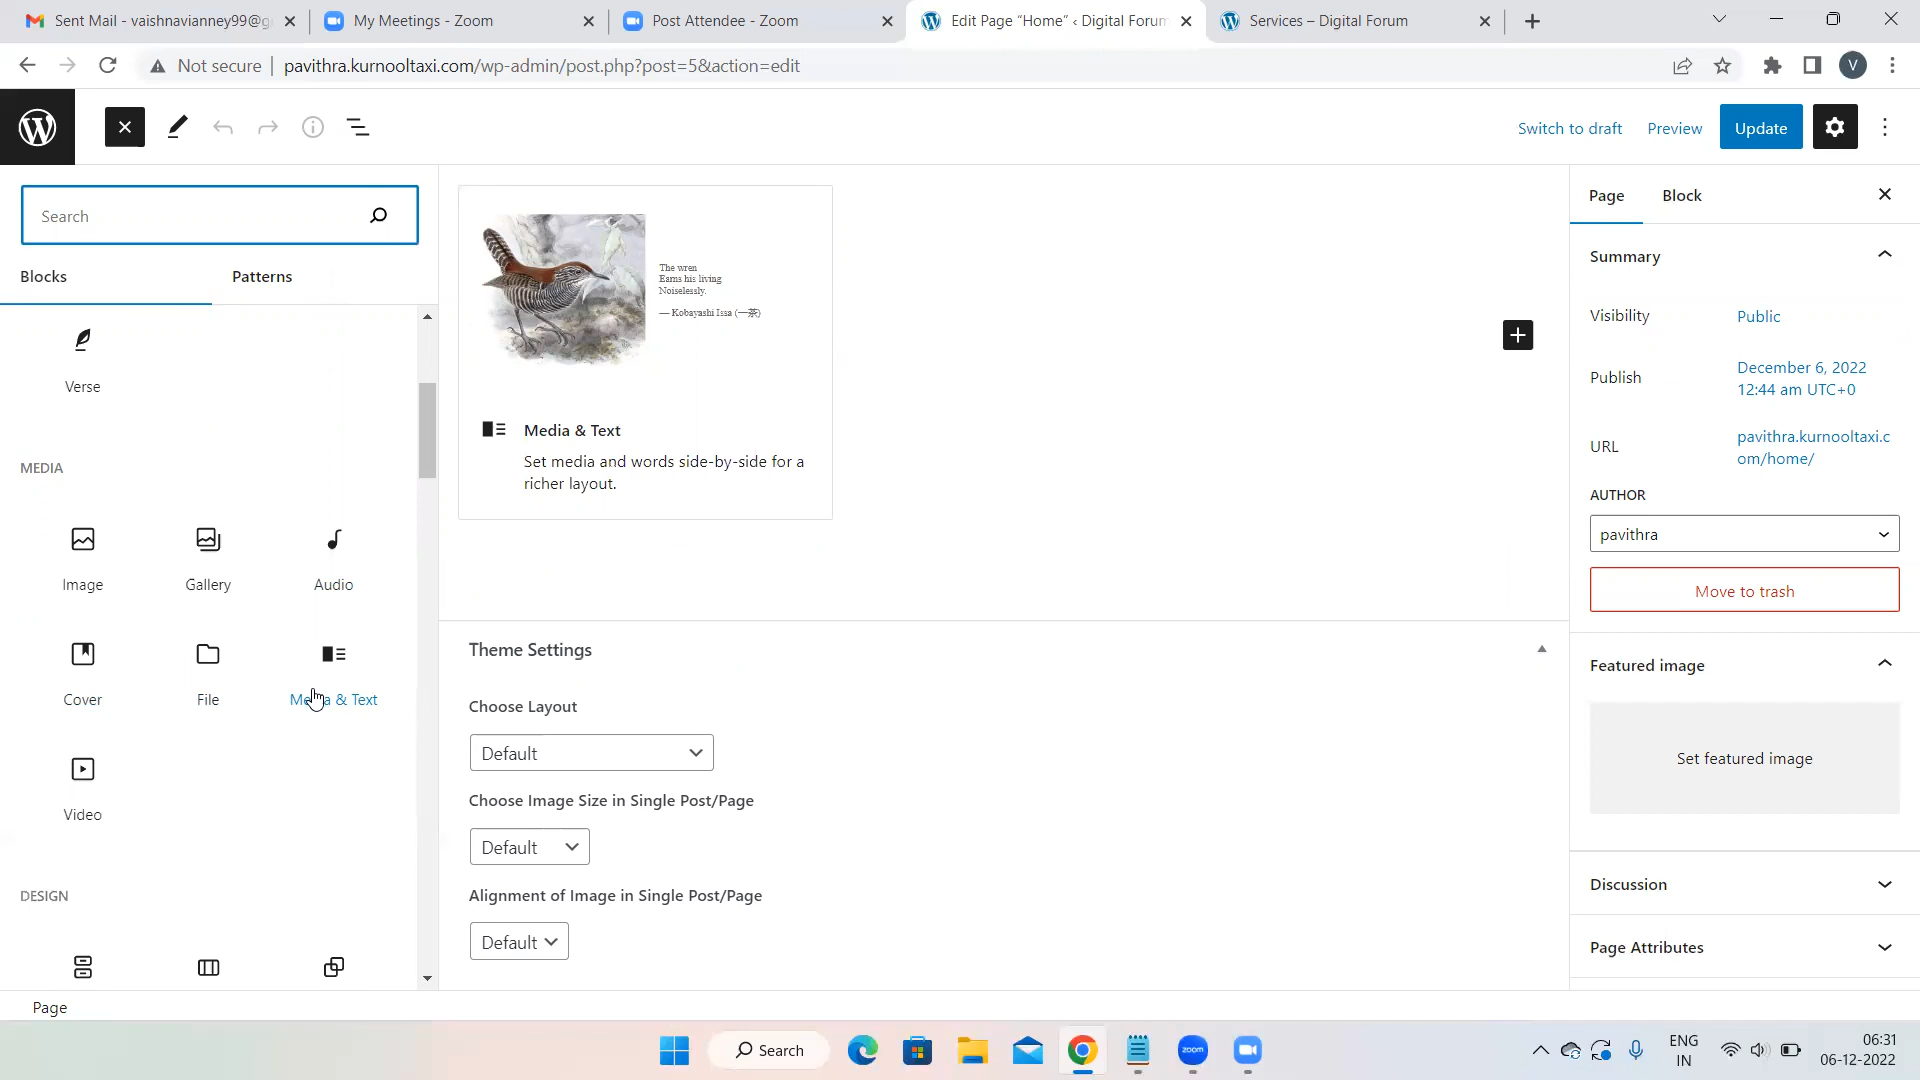 Sent Mail - vaishnavianney99@g
My Meetings - Zoom
Post Attendee - Zoom
Edit Page “Home” ‹ Digital Forum
Services – Digital Forum
Not secure
pavithra.kurnooltaxi.com/wp-admin/post.php?post=5&action=edit
V
Switch to draft
Preview
Update
Search
Blocks
Patterns
Verse
MEDIA
Image
Gallery
Audio
Cover
File
Media & Text
Video
DESIGN
The wren
Earns his living
Noiselessly.
— Kobayashi Issa (一茶)
Media & Text
Set media and words side-by-side for a
richer layout.
Theme Settings
Choose Layout
Default
Choose Image Size in Single Post/Page
Default
Alignment of Image in Single Post/Page
Default
Page
Block
Summary
Visibility
Public
Publish
December 6, 2022
12:44 am UTC+0
URL
pavithra.kurnooltaxi.c
om/home/
AUTHOR
pavithra
Move to trash
Featured image
Set featured image
Discussion
Page Attributes
Page
Search
zoom
ENG
IN
06:31
06-12-2022